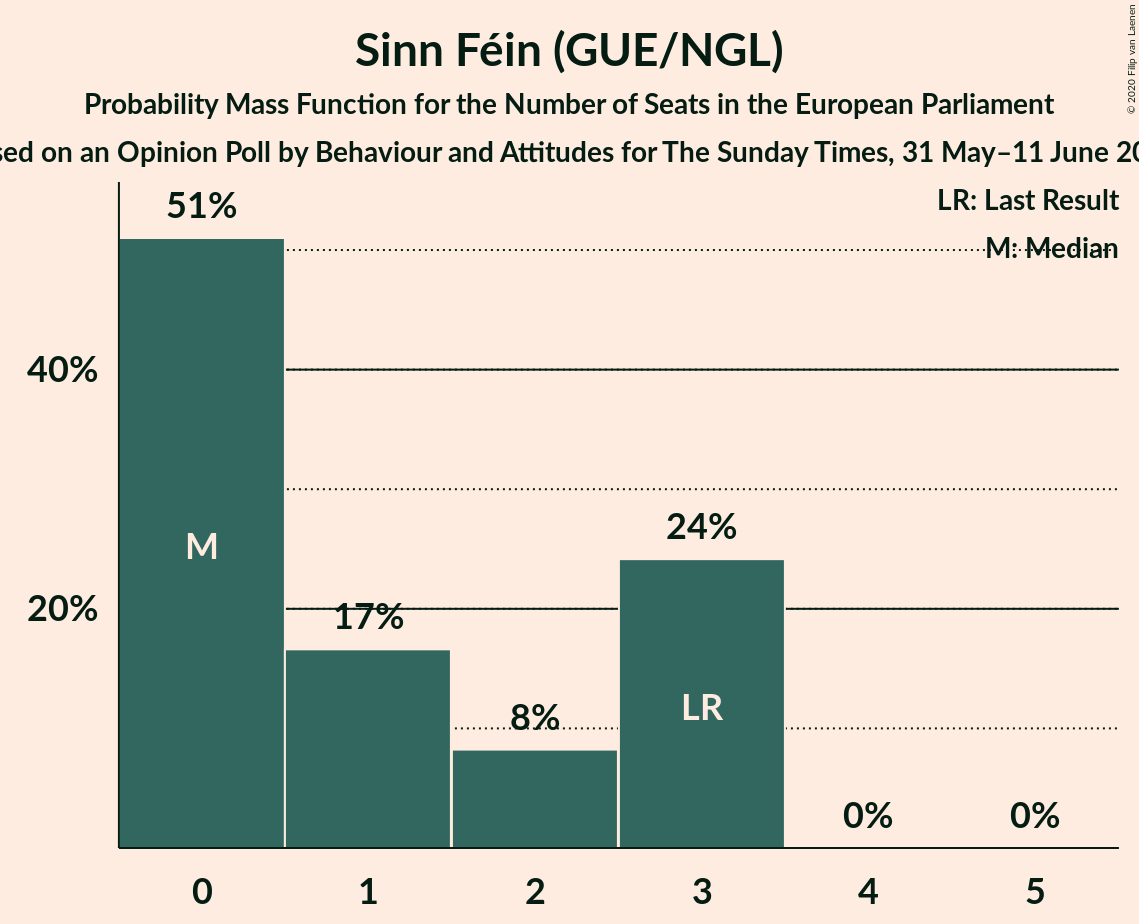 Sinn Féin (GUE/NGL)
Probability Mass Function for the Number of Seats in the European Parliament
on an Opinion Poll by Behaviour and Attitudes for The Sunday Times, 31 May–11 June
© 2020 Filip van Laenen
LR: Last Result
M: Median
51%
40%
20%
M
17%
8%
24%
LR
0%
0%
0 1 2 3 4 5